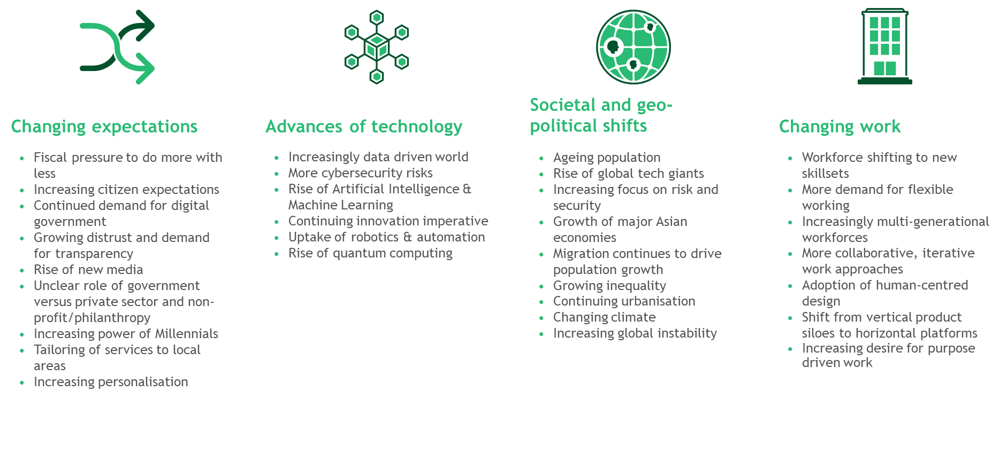 Changing expectations
• Fiscal pressure to do more with
less
• Increasing citizen expectations
• Continued demand for digital
government
• Growing distrust and demand
for transparency
• Rise of new media
• Unclear role of government
versus private sector and non-
profit/philanthropy
• Increasing power of Millennials
• Tailoring of services to local
areas
• Increasing personalisation
Advances of technology
• Increasingly data driven world
• More cybersecurity risks
• Rise of Artificial Intelligence &
Machine Learning
• Continuing innovation imperative
• Uptake of robotics & automation
• Rise of quantum computing
Societal and geo-
political shifts
• Ageing population
• Rise of global tech giants
• Increasing focus on risk and
security
• Growth of major Asian
economies
• Migration continues to drive
population growth
• Growing inequality
• Continuing urbanisation
• Changing climate
• Increasing global instability
Changing work
• Workforce shifting to new
skillsets
• More demand for flexible
working
• Increasingly multi-generational
workforces
• More collaborative, iterative
work approaches
• Adoption of human-centred
design
• Shift from vertical product
siloes to horizontal platforms
• Increasing desire for purpose
driven work